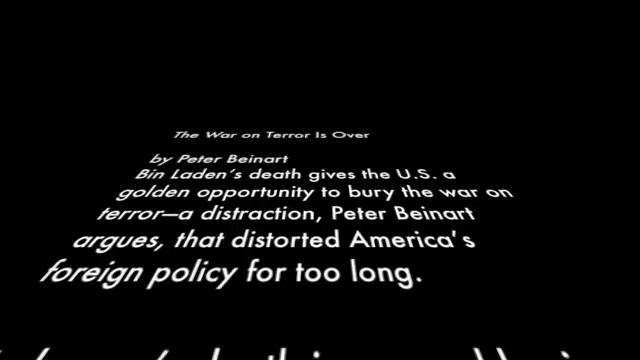 The War on Terror Is Over
by Peter Beinart
Bin Laden's death gives the U.S. a
golden opportunity to bury the war on
terror—a distraction, Peter Beinart
argues, that distorted America's
foreign policy for too long.